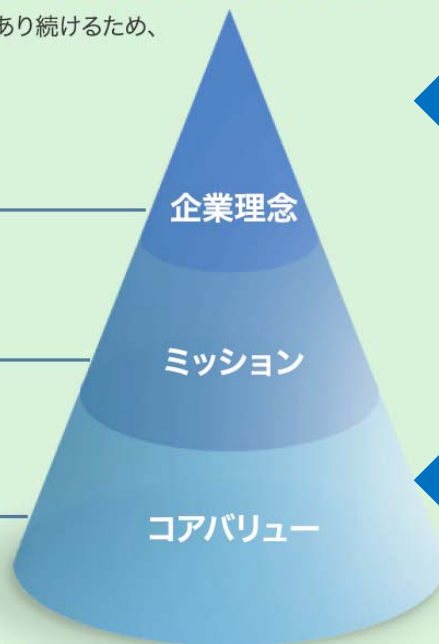 あり続けるため、
企業理念
ミッション
コアバリュー